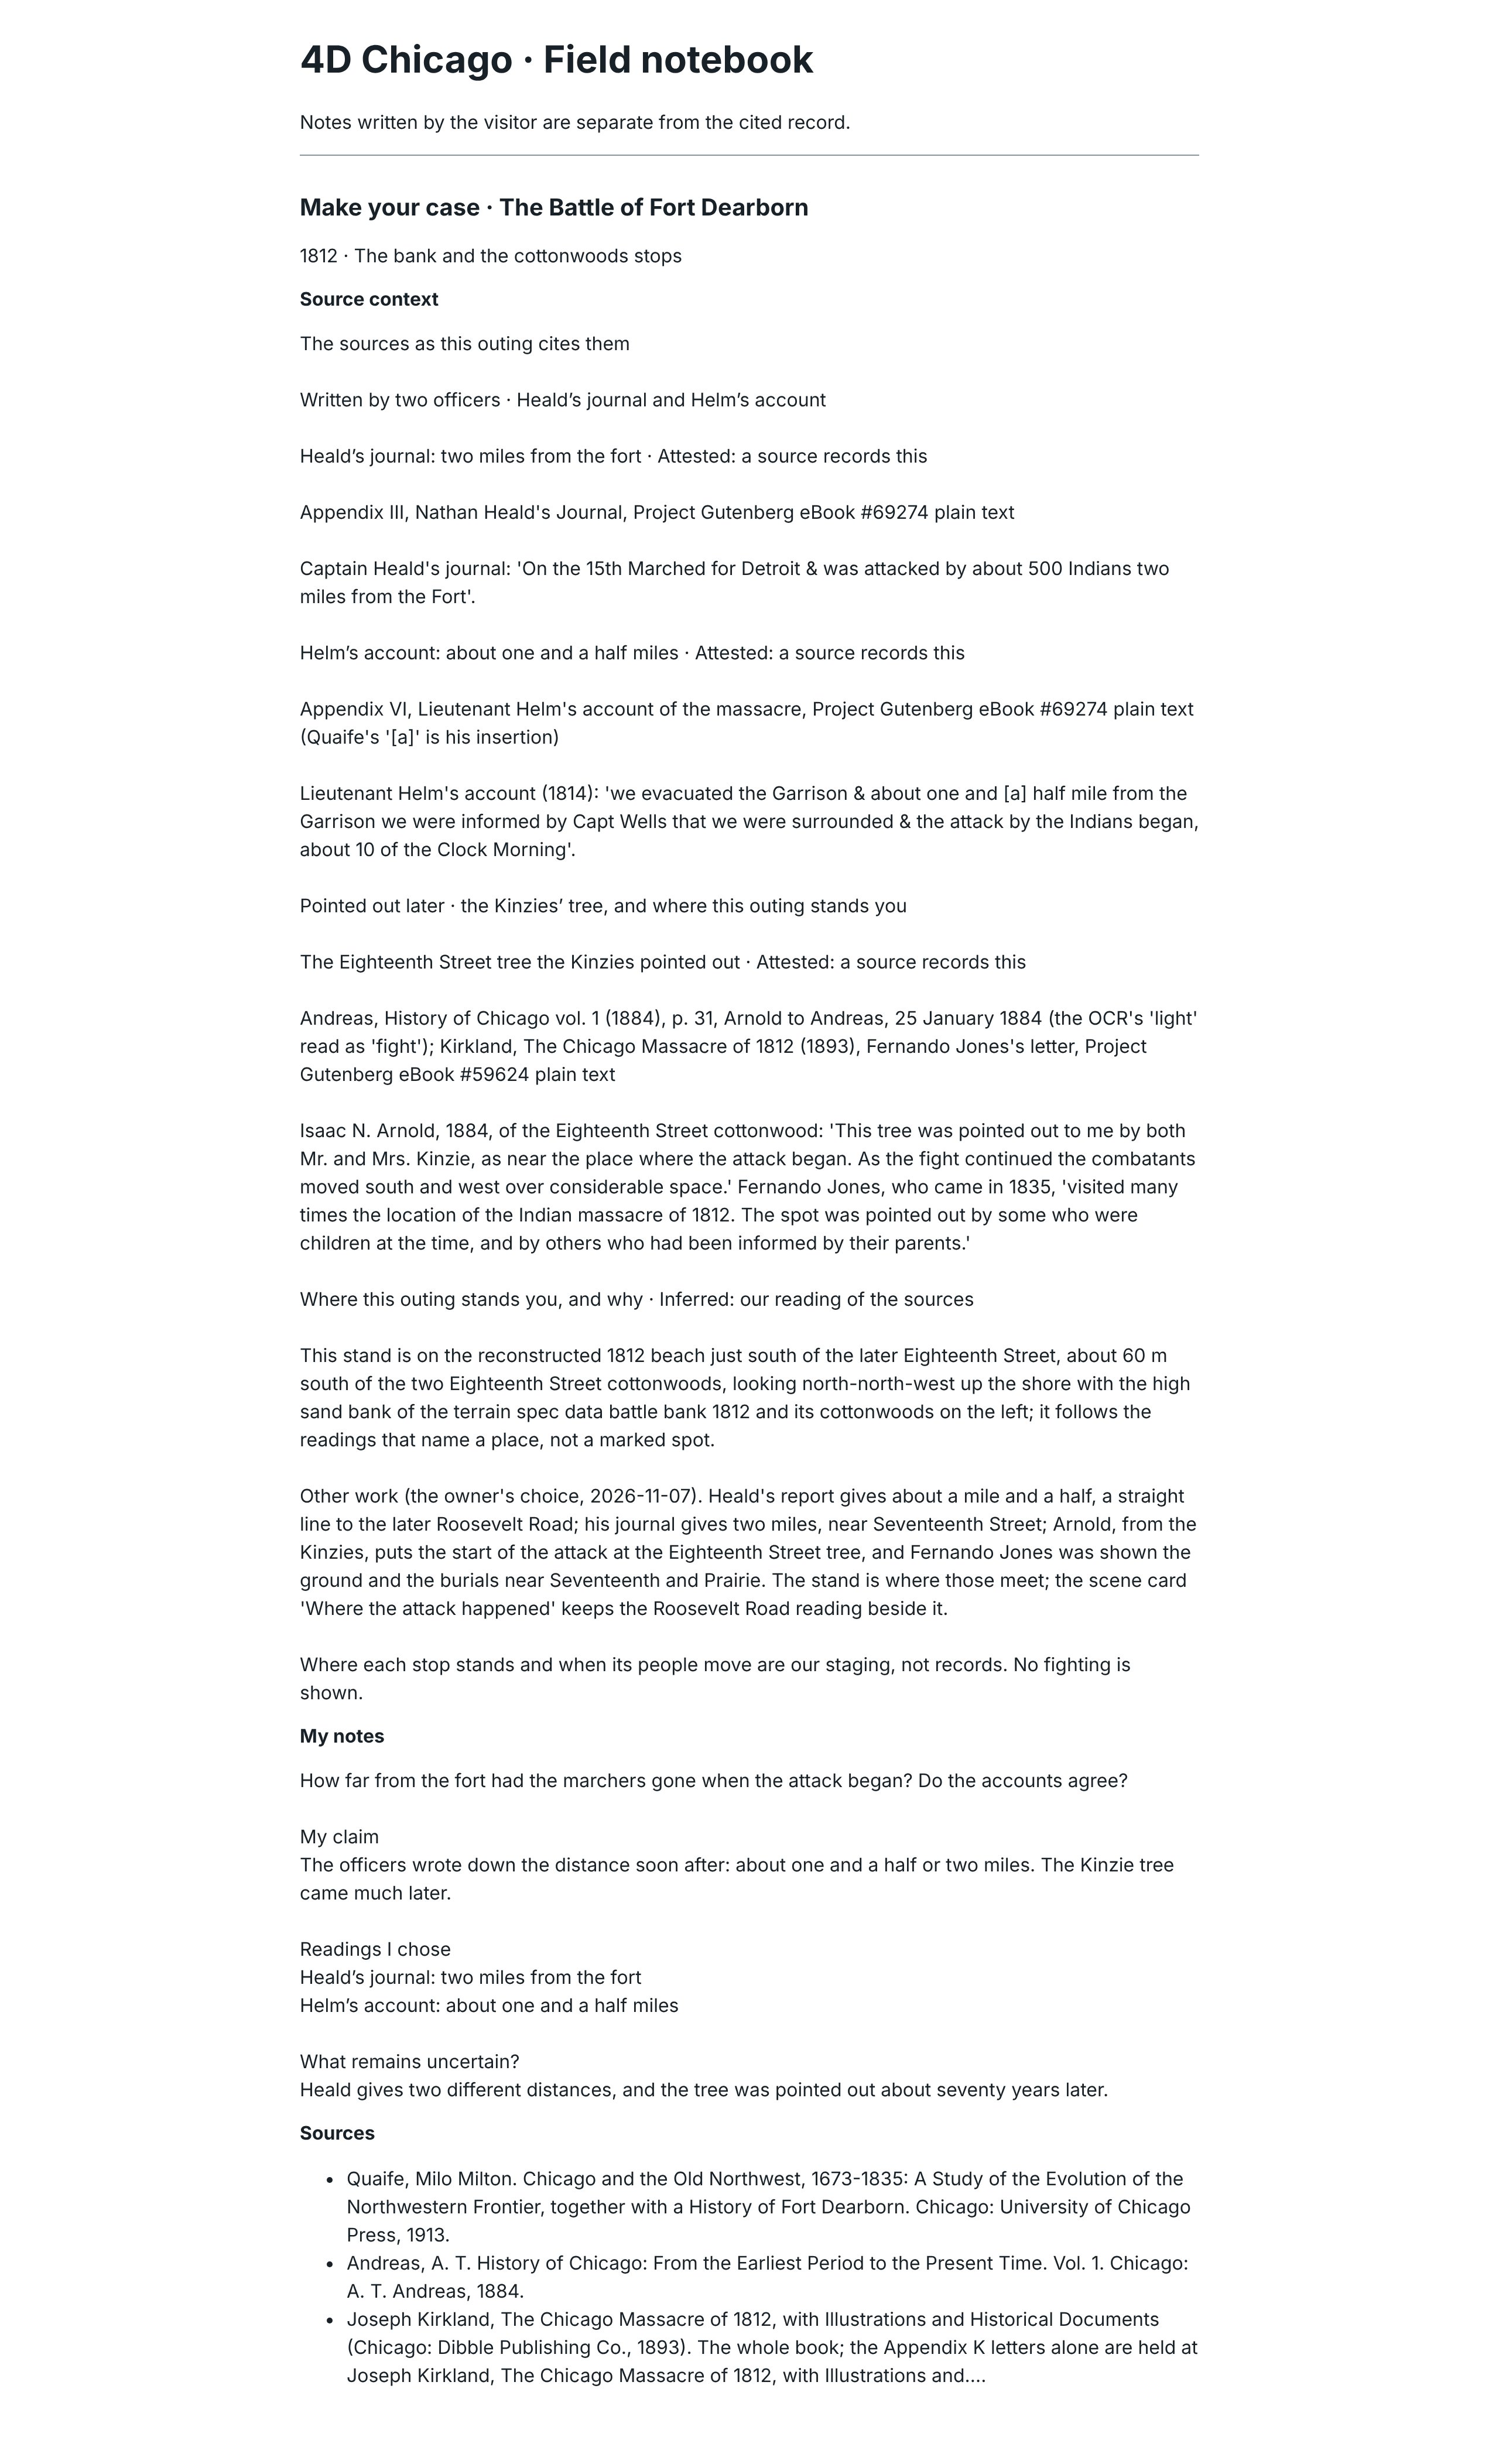 4D Chicago · Field notebook
Notes written by the visitor are separate from the cited record.
Make your case · The Battle of Fort Dearborn
1812 · The bank and the cottonwoods stops
Source context
The sources as this outing cites them
Written by two officers · Heald’s journal and Helm’s account
Heald’s journal: two miles from the fort · Attested: a source records this
Appendix III, Nathan Heald's Journal, Project Gutenberg eBook #69274 plain text
Captain Heald's journal: 'On the 15th Marched for Detroit & was attacked by about 500 Indians two
miles from the Fort'.
Helm’s account: about one and a half miles · Attested: a source records this
Appendix VI, Lieutenant Helm's account of the massacre, Project Gutenberg eBook #69274 plain text
(Quaife's '[a]' is his insertion)
Lieutenant Helm's account (1814): 'we evacuated the Garrison & about one and [a] half mile from the
Garrison we were informed by Capt Wells that we were surrounded & the attack by the Indians began,
about 10 of the Clock Morning'.
Pointed out later · the Kinzies’ tree, and where this outing stands you
The Eighteenth Street tree the Kinzies pointed out · Attested: a source records this
Andreas, History of Chicago vol. 1 (1884), p. 31, Arnold to Andreas, 25 January 1884 (the OCR's 'light'
read as 'fight'); Kirkland, The Chicago Massacre of 1812 (1893), Fernando Jones's letter, Project
Gutenberg eBook #59624 plain text
Isaac N. Arnold, 1884, of the Eighteenth Street cottonwood: 'This tree was pointed out to me by both
Mr. and Mrs. Kinzie, as near the place where the attack began. As the fight continued the combatants
moved south and west over considerable space.' Fernando Jones, who came in 1835, 'visited many
times the location of the Indian massacre of 1812. The spot was pointed out by some who were
children at the time, and by others who had been informed by their parents.'
Where this outing stands you, and why · Inferred: our reading of the sources
This stand is on the reconstructed 1812 beach just south of the later Eighteenth Street, about 60 m
south of the two Eighteenth Street cottonwoods, looking north-north-west up the shore with the high
sand bank of the terrain spec data battle bank 1812 and its cottonwoods on the left; it follows the
readings that name a place, not a marked spot.
Other work (the owner's choice, 2026-11-07). Heald's report gives about a mile and a half, a straight
line to the later Roosevelt Road; his journal gives two miles, near Seventeenth Street; Arnold, from the
Kinzies, puts the start of the attack at the Eighteenth Street tree, and Fernando Jones was shown the
ground and the burials near Seventeenth and Prairie. The stand is where those meet; the scene card
'Where the attack happened' keeps the Roosevelt Road reading beside it.
Where each stop stands and when its people move are our staging, not records. No fighting is
shown.
My notes
How far from the fort had the marchers gone when the attack began? Do the accounts agree?
My claim
The officers wrote down the distance soon after: about one and a half or two miles. The Kinzie tree
came much later.
Readings I chose
Heald’s journal: two miles from the fort
Helm’s account: about one and a half miles
What remains uncertain?
Heald gives two different distances, and the tree was pointed out about seventy years later.
Sources
• Quaife, Milo Milton. Chicago and the Old Northwest, 1673-1835: A Study of the Evolution of the
Northwestern Frontier, together with a History of Fort Dearborn. Chicago: University of Chicago
Press, 1913.
• Andreas, A. T. History of Chicago: From the Earliest Period to the Present Time. Vol. 1. Chicago:
A. T. Andreas, 1884.
• Joseph Kirkland, The Chicago Massacre of 1812, with Illustrations and Historical Documents
(Chicago: Dibble Publishing Co., 1893). The whole book; the Appendix K letters alone are held at
Joseph Kirkland, The Chicago Massacre of 1812, with Illustrations and....